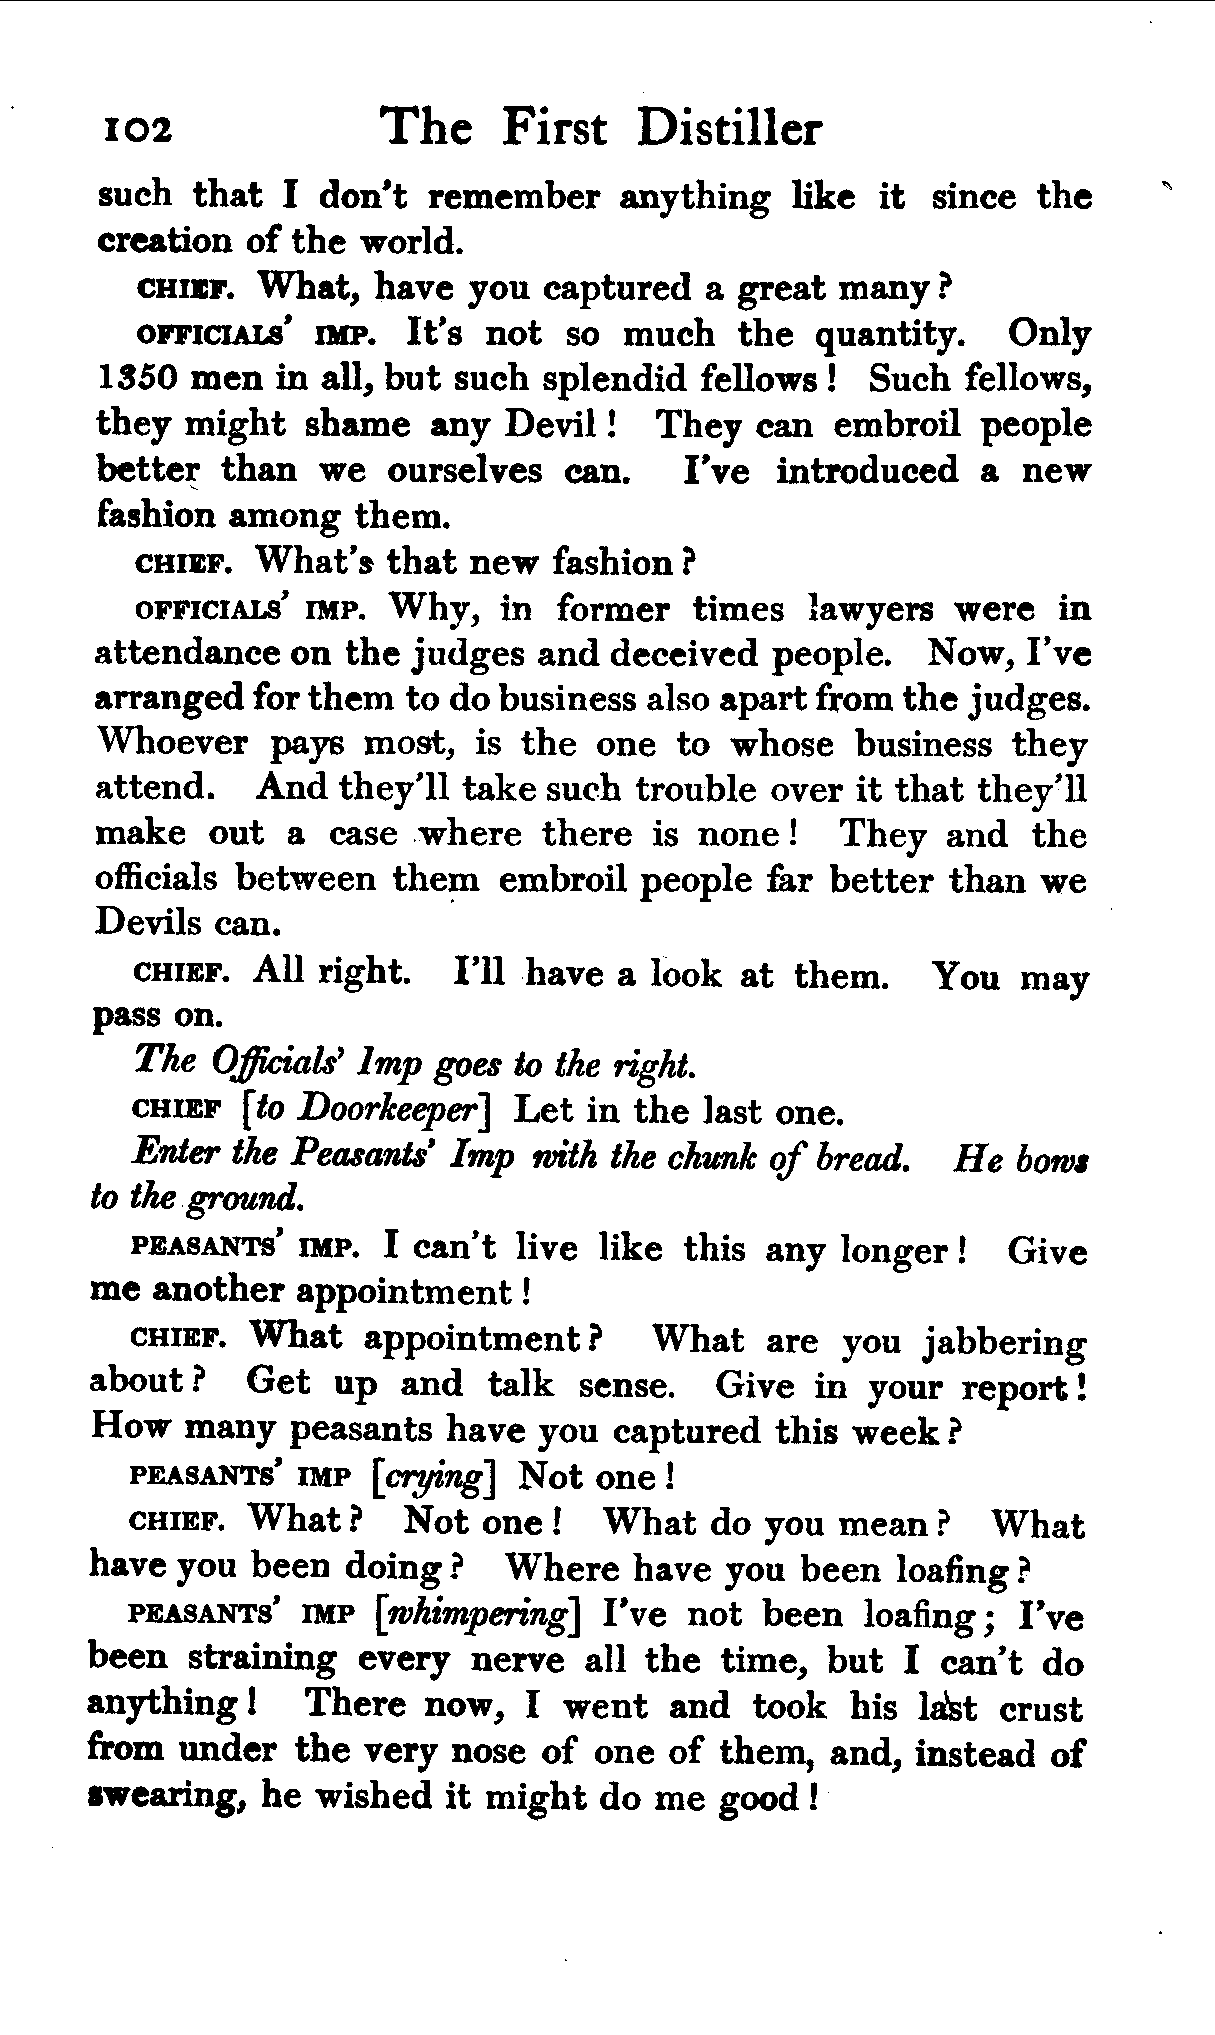 102 The First Distiller
such that I don't remember anything like it since the
creation of the world.
CHIEF. What, have you captured a great many?
OFFICIALS' IMP. It's not so much the quantity. Only
1350 men in all, but such splendid fellows! Such fellows,
they might shame any Devil! They can embroil people
better than we ourselves can. I've introduced a new
fashion among them.
CHIEF. What's that new fashion?
OFFICIALS' IMP. Why, in former times lawyers were in
attendance on the judges and deceived people. Now, I've
arranged for them to do business also apart from the judges.
Whoever pays most, is the one to whose business they
attend. And they'll take such trouble over it that they'll
make out a case where there is none! They and the
officials between them embroil people far better than we
Devils can.
CHIEF. All right. I'll have a look at them. You may
pass on.
The Officials' Imp goes to the right.
CHIEF [to Doorkeeper] Let in the last one.
Enter the Peasants' Imp with the chunk of bread. He bows
to the ground.
PEASANTS' IMP. I can't live like this any longer! Give
me another appointment!
CHIEF. What appointment? What are you jabbering
about? Get up and talk sense. Give in your report!
How many peasants have you captured this week?
PEASANTS' IMP [crying] Not one!
CHIEF. What? Not one! What do you mean? What
have you been doing? Where have you been loafing?
PEASANTS' IMP [whimpering] I've not been loafing; I've
been straining every nerve all the time, but I can't do
anything! There now, I went and took his last crust
from under the very nose of one of them, and, instead of
swearing, he wished it might do me good!